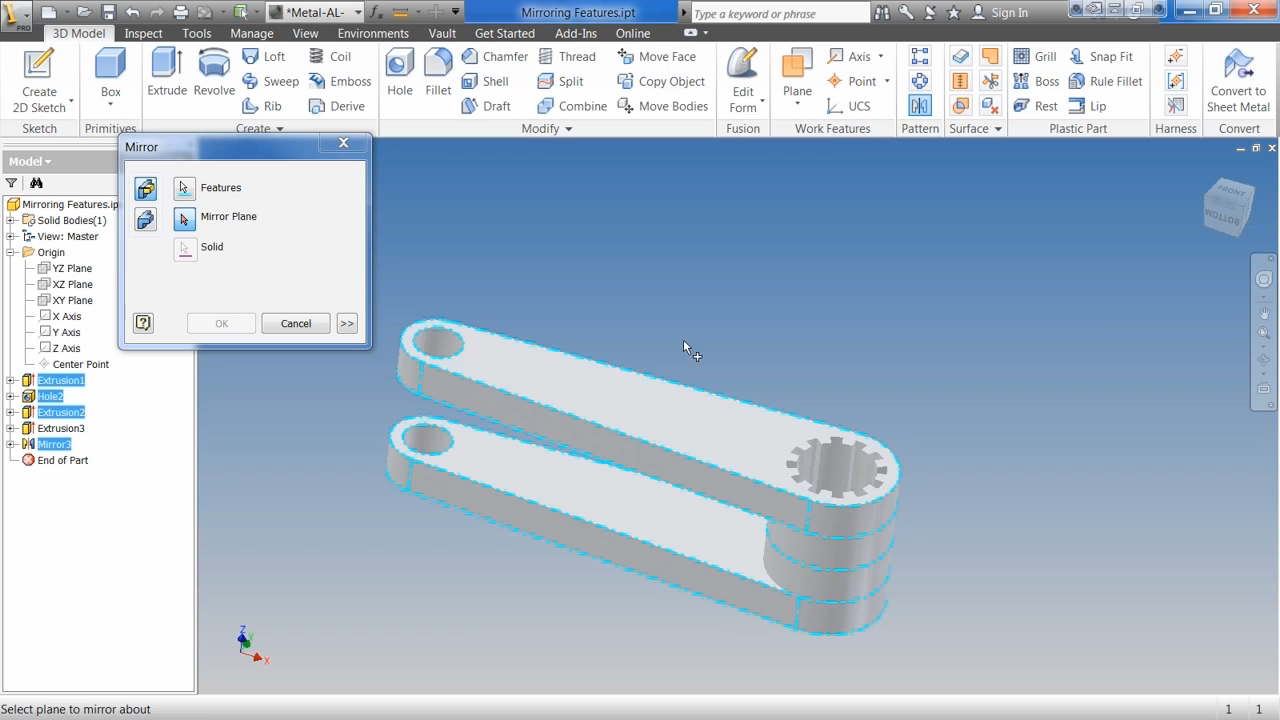 *Metal-AL-
Mirroring Features.ipt
Type a keyword or phrase
Sign In
PRO
3D Model
Inspect
Tools
Manage
View
Environments
Vault
Get Started
Add-Ins
Online
Create
2D Sketch
Box
Extrude
Revolve
Loft
Sweep
Rib
Coil
Emboss
Derive
Hole
Fillet
Chamfer
Shell
Draft
Thread
Split
Combine
Move Face
Copy Object
Move Bodies
Edit
Form
Plane
Axis
Point
UCS
Grill
Boss
Rest
Snap Fit
Rule Fillet
Lip
Convert to
Sheet Metal
Sketch
Primitives
Create
Modify
Fusion
Work Features
Pattern
Surface
Plastic Part
Harness
Convert
Model
Mirroring Features.ip
Solid Bodies(1)
View: Master
Origin
YZ Plane
XZ Plane
XY Plane
X Axis
Y Axis
Z Axis
Center Point
Extrusion1
Hole2
Extrusion2
Extrusion3
Mirror3
End of Part
Mirror
Features
Mirror Plane
Solid
OK
Cancel
>>
FRONT
BOTTOM
Z
Y
X
Select plane to mirror about
1 1